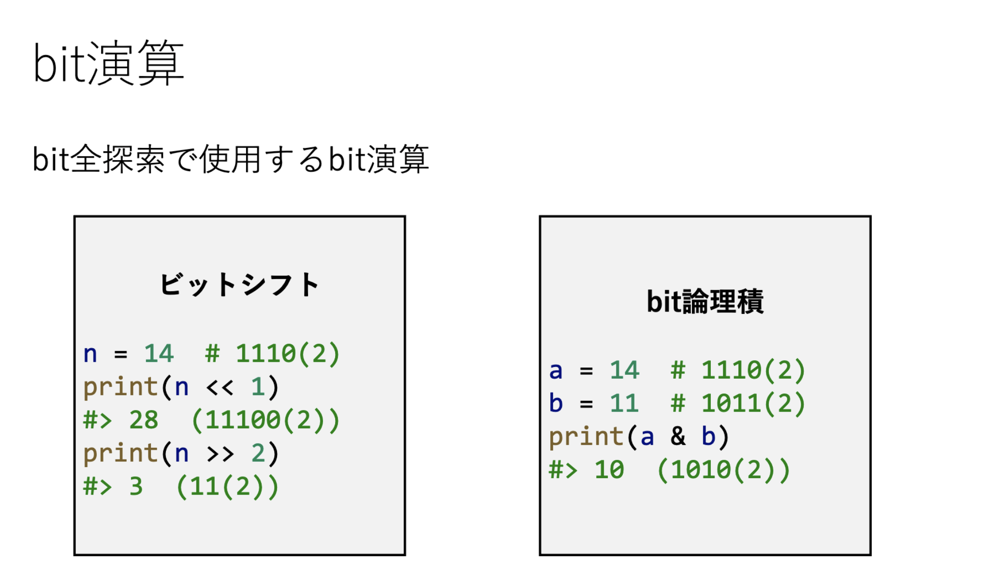 bit演算
bit全探索で使用するbit演算
ビットシフト
n = 14  # 1110(2)
print(n << 1)
#> 28  (11100(2))
print(n >> 2)
#> 3  (11(2))
bit論理積
a = 14  # 1110(2)
b = 11  # 1011(2)
print(a & b)
#> 10  (1010(2))